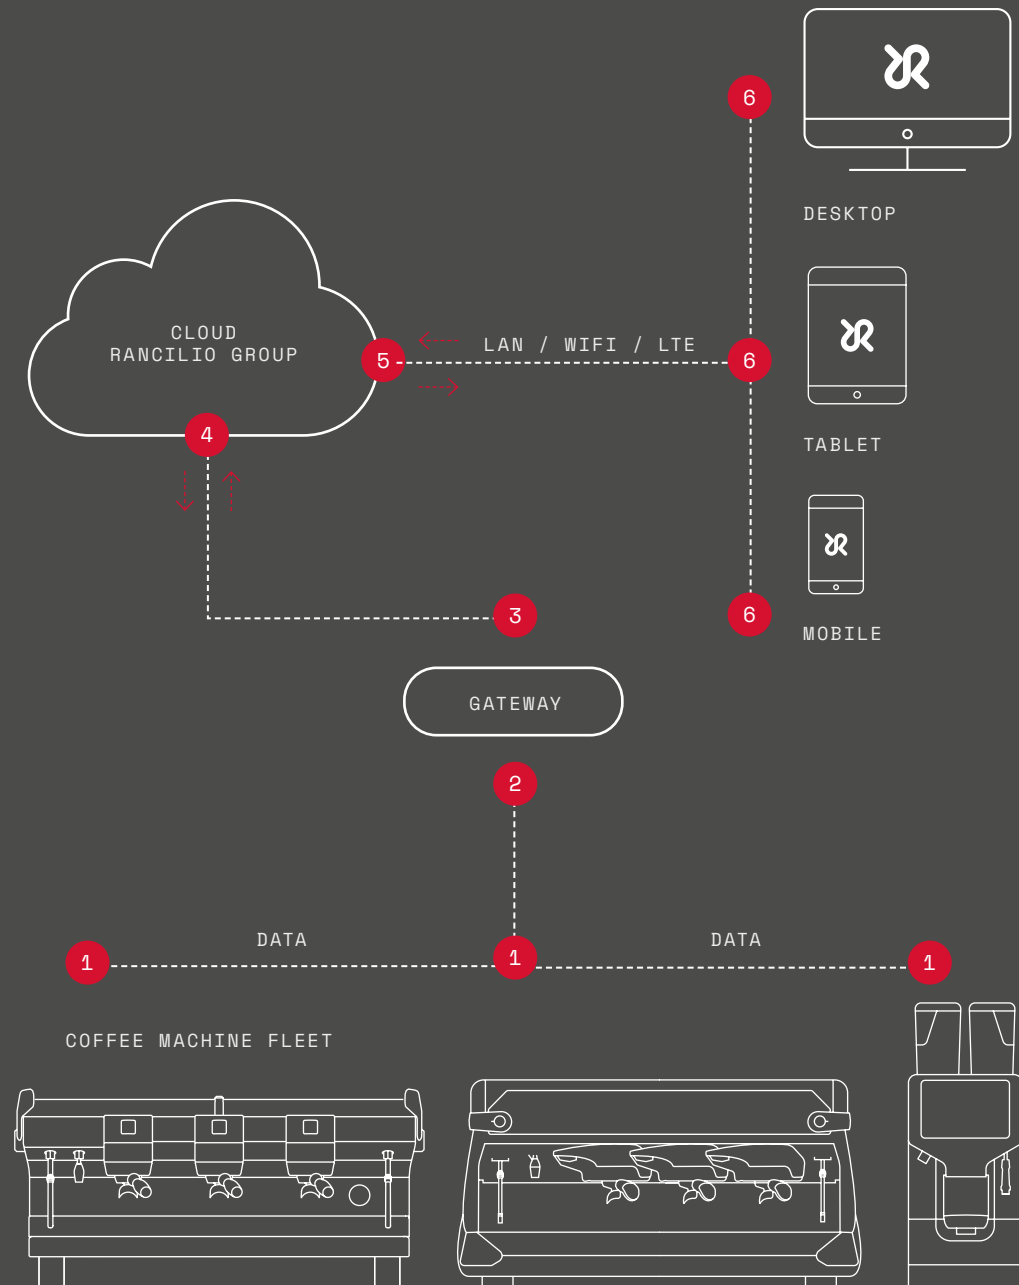 6
DESKTOP
CLOUD
RANCILIO GROUP
5
LAN / WIFI / LTE
6
4
TABLET
3
6
MOBILE
GATEWAY
2
DATA
DATA
1
1
1
COFFEE MACHINE FLEET